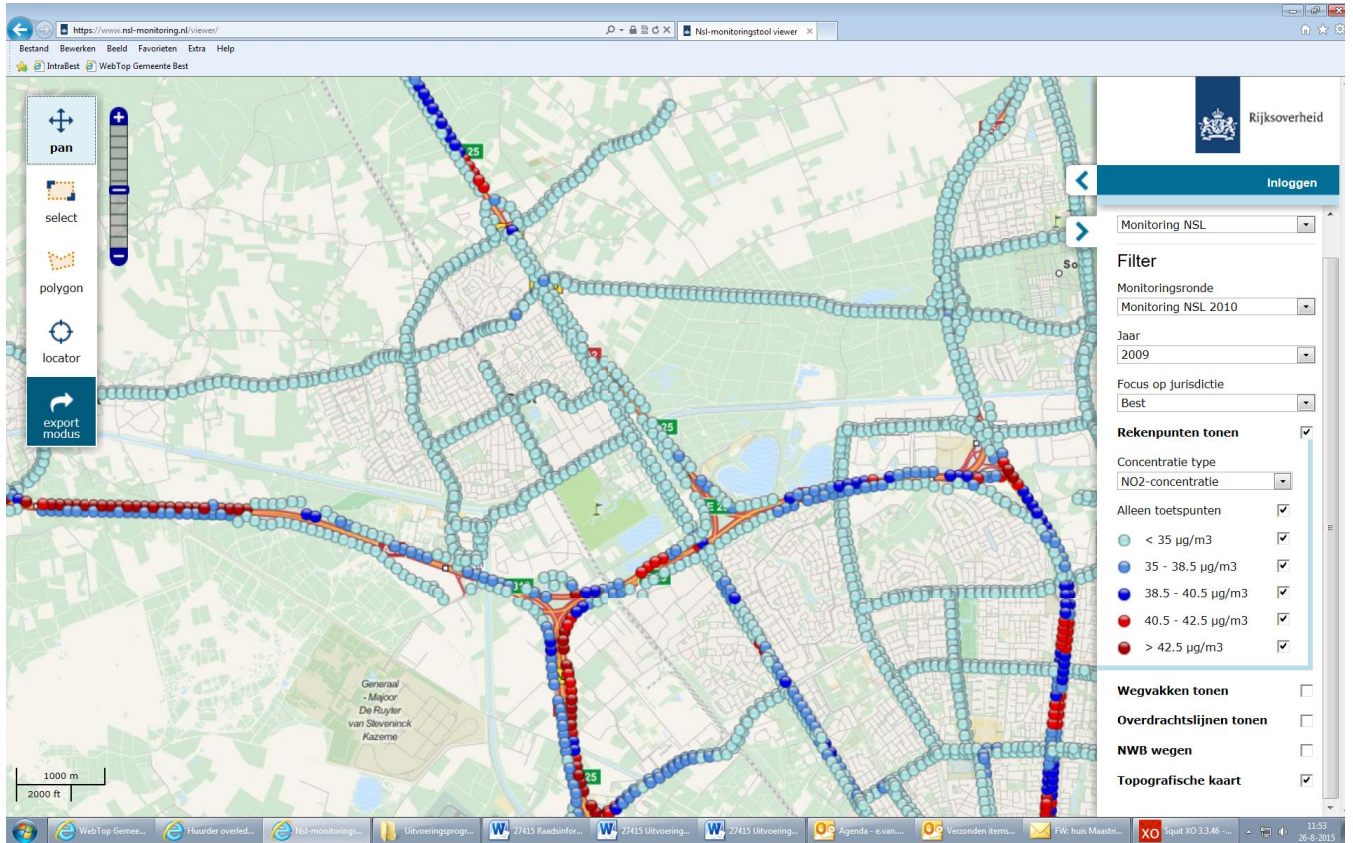 https://www.nsl-monitoring.nl/viewer/
Nsl-monitoringstool viewer
Bestand Bewerken Beeld Favorieten Extra Help
IntraBest WebTop Gemeente Best
pan
select
polygon
locator
export
modus
25
25
25
So
Generaal
- Majoor
De Ruyter
van Steveninck
Kazerne
1000 m
2000 ft
Rijksoverheid
Inloggen
Monitoring NSL
Filter
Monitoringsronde
Monitoring NSL 2010
Jaar
2009
Focus op jurisdictie
Best
Rekenpunten tonen
Concentratie type
NO2-concentratie
Alleen toetspunten
< 35 µg/m3
35 - 38.5 µg/m3
38.5 - 40.5 µg/m3
40.5 - 42.5 µg/m3
> 42.5 µg/m3
Wegvakken tonen
Overdrachtslijnen tonen
NWB wegen
Topografische kaart
WebTop Gemee...
Huurder overled...
Nsl-monitorings...
Uitvoeringsprogr...
27415 Raadsinfor...
27415 Uitvoering...
27415 Uitvoering...
Agenda - e.van....
Verzonden items...
FW: huis Maastri...
XO Squit XO 3.3.46 -...
11:53
26-8-2015